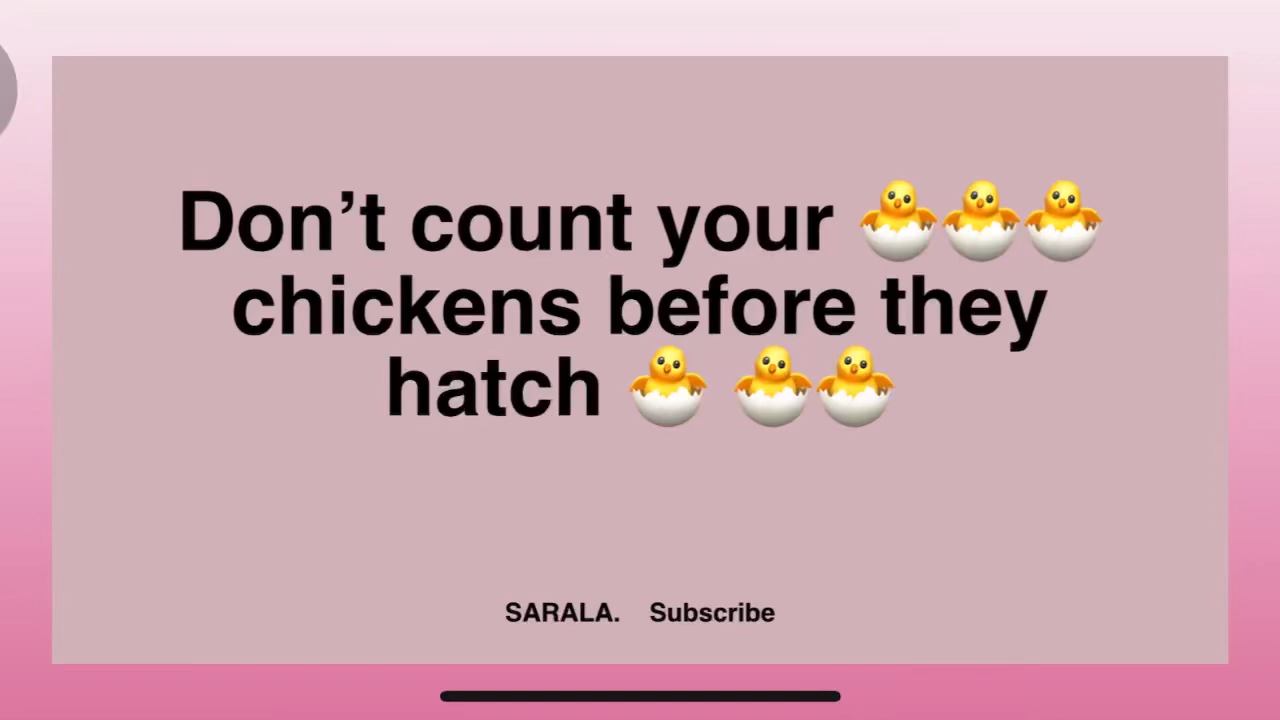 Don’t count your 🐣🐣🐣
chickens before they
hatch 🐣 🐣🐣
SARALA. Subscribe